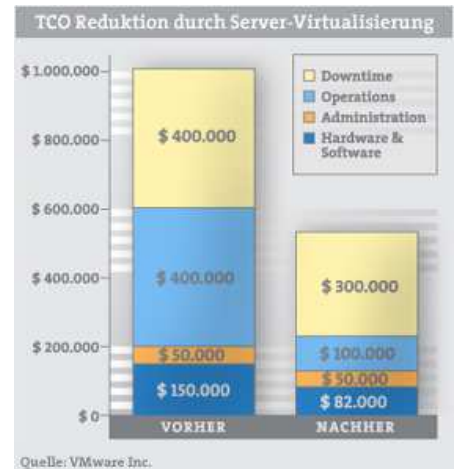 TCO Reduktion durch Server-Virtualisierung
$ 1.000.000
$ 800.000
$ 600.000
$ 400.000
$ 200.000
$ 0
Downtime
Operations
Administration
Hardware &
Software
$ 400.000
$ 400.000
$ 50.000
$ 150.000
$ 300.000
$ 100.000
$ 50.000
$ 82.000
VORHER
NACHHER
Quelle: VMware Inc.